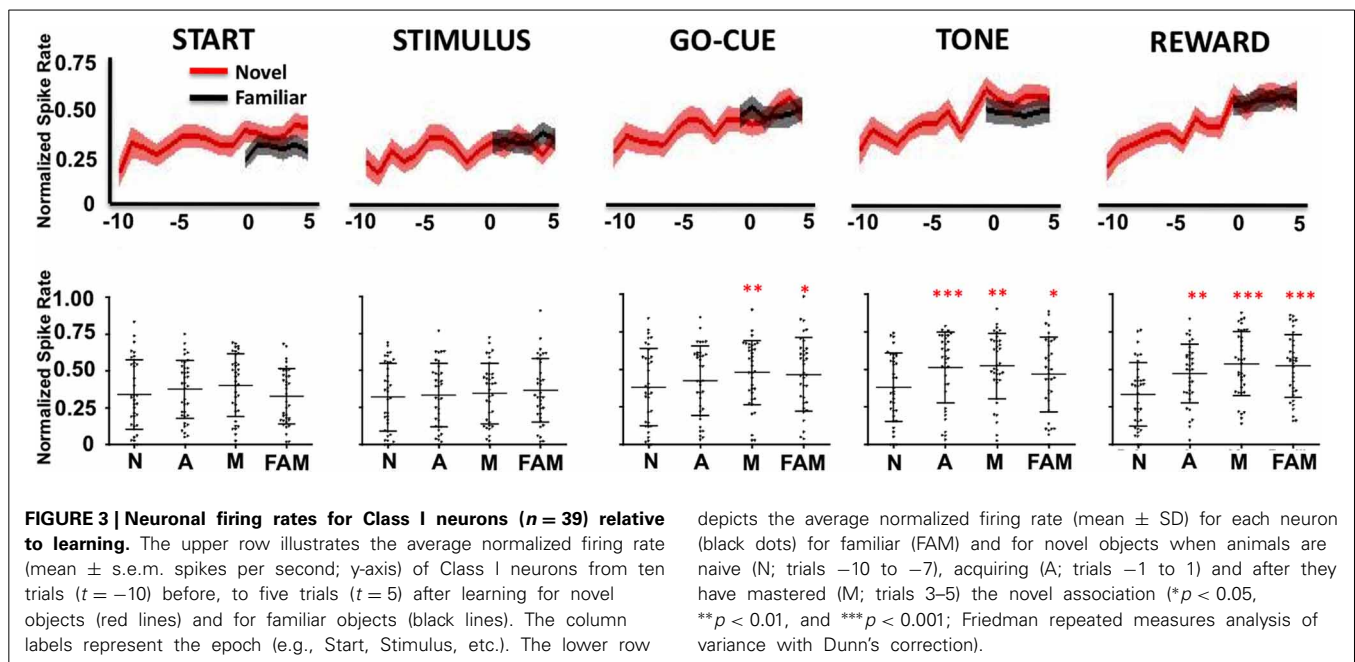 START STIMULUS GO-CUE TONE REWARD
Normalized Spike Rate
0.75
0.50
0.25
0
Novel
Familiar
-10 -5 0 5
-10 -5 0 5
-10 -5 0 5
-10 -5 0 5
-10 -5 0 5
Normalized Spike Rate
1.00
0.75
0.50
0.25
0
** *
*** ** *
** *** ***
N A M FAM
N A M FAM
N A M FAM
N A M FAM
N A M FAM
FIGURE 3 | Neuronal firing rates for Class I neurons (n = 39) relative
to learning. The upper row illustrates the average normalized firing rate
(mean ± s.e.m. spikes per second; y-axis) of Class I neurons from ten
trials (t = −10) before, to five trials (t = 5) after learning for novel
objects (red lines) and for familiar objects (black lines). The column
labels represent the epoch (e.g., Start, Stimulus, etc.). The lower row
depicts the average normalized firing rate (mean ± SD) for each neuron
(black dots) for familiar (FAM) and for novel objects when animals are
naive (N; trials −10 to −7), acquiring (A; trials −1 to 1) and after they
have mastered (M; trials 3–5) the novel association (*p < 0.05,
**p < 0.01, and ***p < 0.001; Friedman repeated measures analysis of
variance with Dunn's correction).